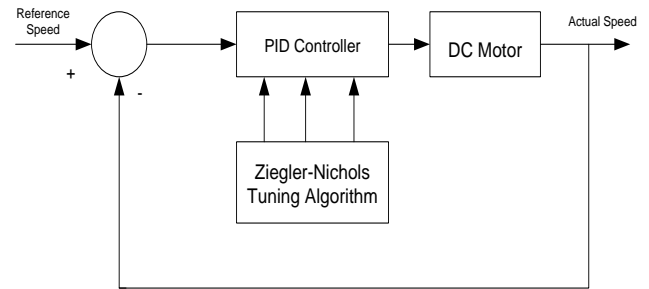 Reference
Speed
Actual Speed
PID Controller
DC Motor
+
-
Ziegler-Nichols
Tuning Algorithm